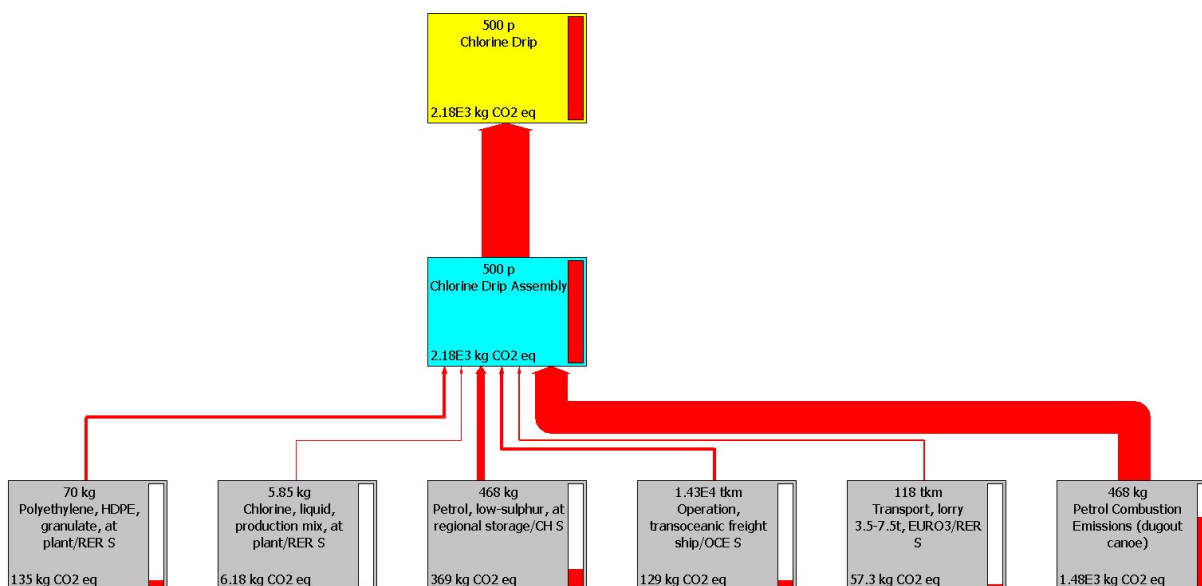 500 p
Chlorine Drip
2.18E3 kg CO2 eq
500 p
Chlorine Drip Assembly
2.18E3 kg CO2 eq
70 kg
Polyethylene, HDPE,
granulate, at
plant/RER S
135 kg CO2 eq
5.85 kg
Chlorine, liquid,
production mix, at
plant/RER S
6.18 kg CO2 eq
468 kg
Petrol, low-sulphur, at
regional storage/CH S
369 kg CO2 eq
1.43E4 tkm
Operation,
transoceanic freight
ship/OCE S
129 kg CO2 eq
118 tkm
Transport, lorry
3.5-7.5t, EURO3/RER
S
57.3 kg CO2 eq
468 kg
Petrol Combustion
Emissions (dugout
canoe)
1.48E3 kg CO2 eq